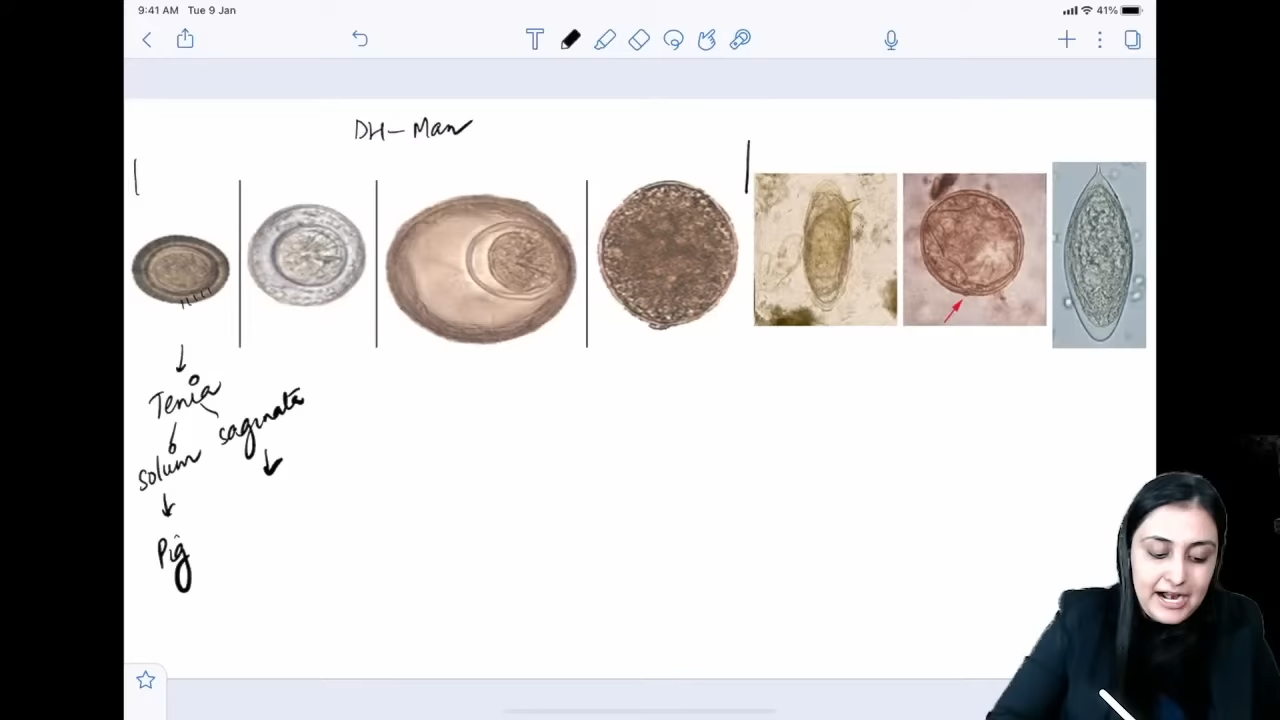 9:41 AM Tue 9 Jan
41%
T
DH - Man
Tenia
saginata
solum
Pig